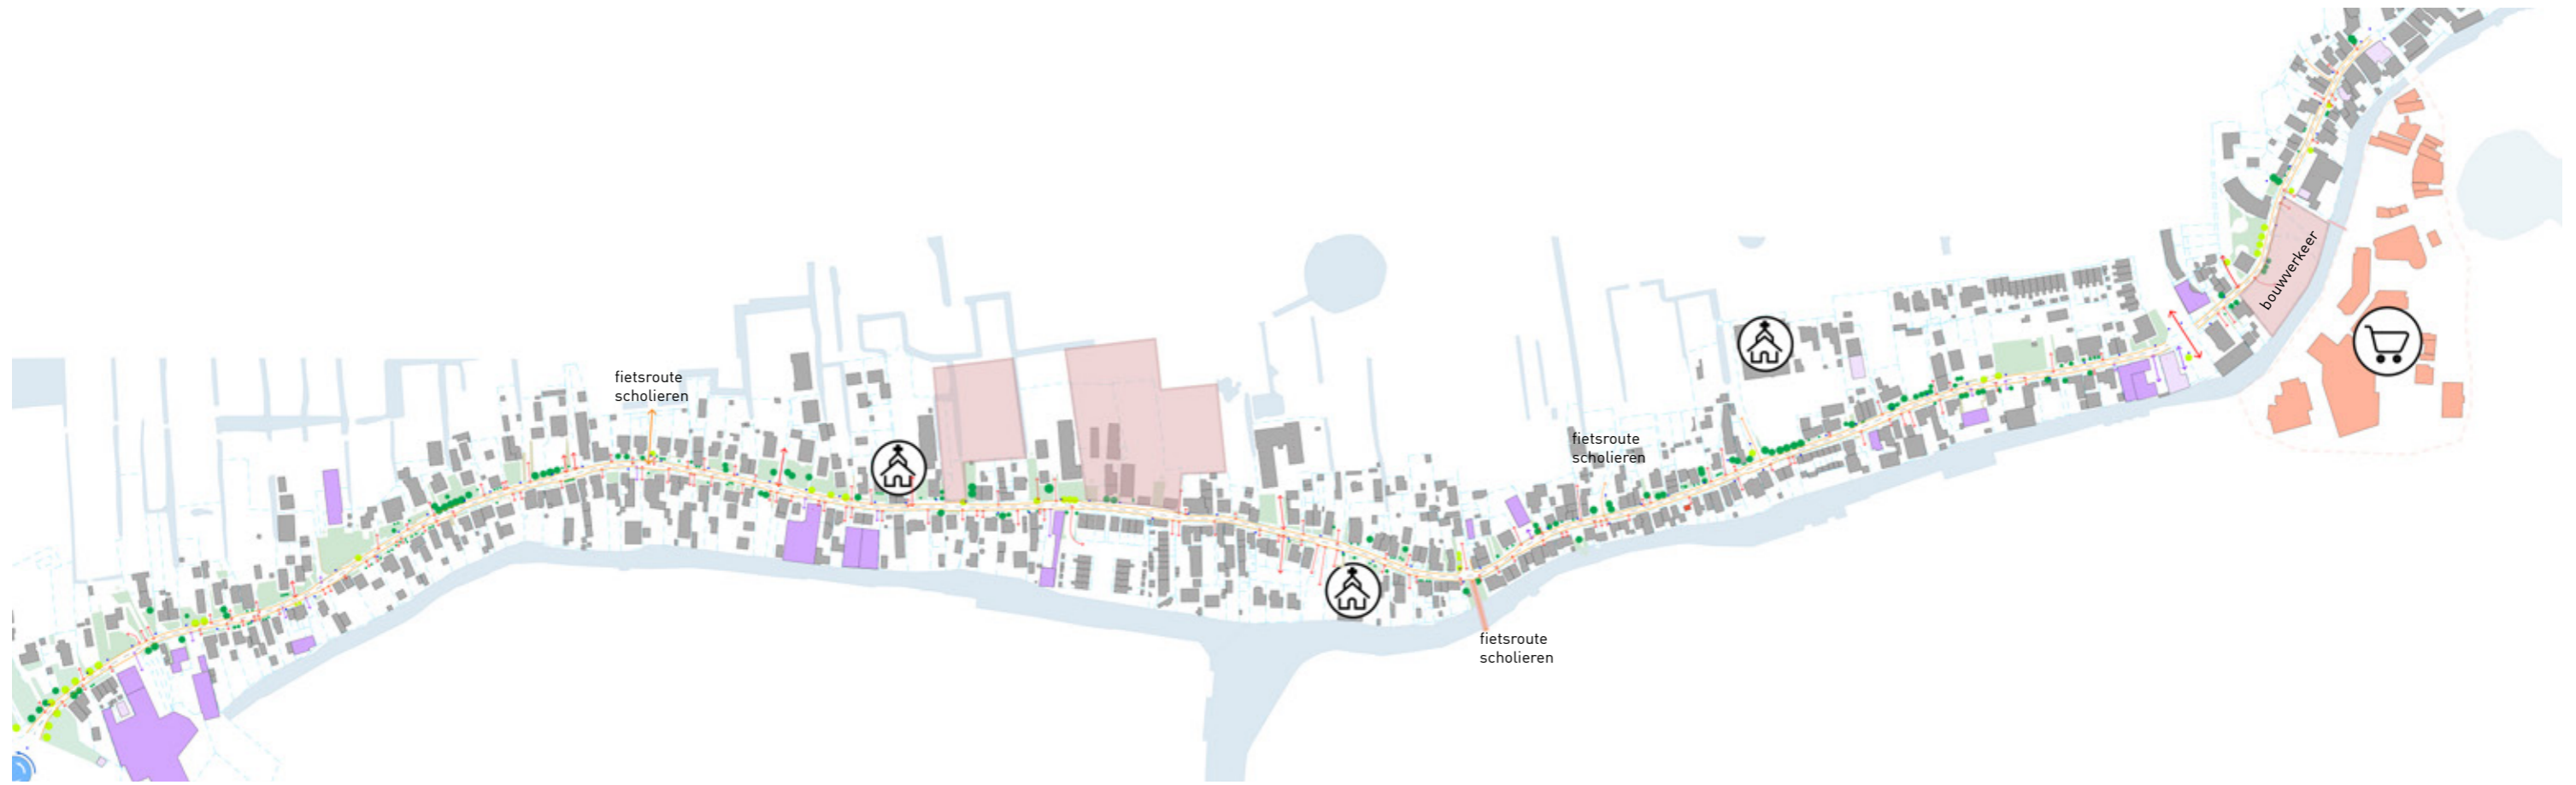 fietsroute
scholieren
fietsroute
scholieren
fietsroute
scholieren
bouwverkeer